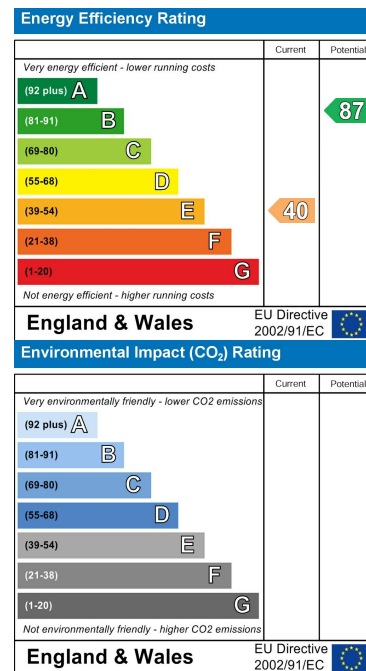 Energy Efficiency Rating
Current Potential
Very energy efficient - lower running costs
(92 plus) A
(81-91) B
87
(69-80) C
(55-68) D
(39-54) E
40
(21-38) F
(1-20) G
Not energy efficient - higher running costs
England & Wales
EU Directive
2002/91/EC
Environmental Impact (CO₂) Rating
Current Potential
Very environmentally friendly - lower CO2 emissions
(92 plus) A
(81-91) B
(69-80) C
(55-68) D
(39-54) E
(21-38) F
(1-20) G
Not environmentally friendly - higher CO2 emissions
England & Wales
EU Directive
2002/91/EC